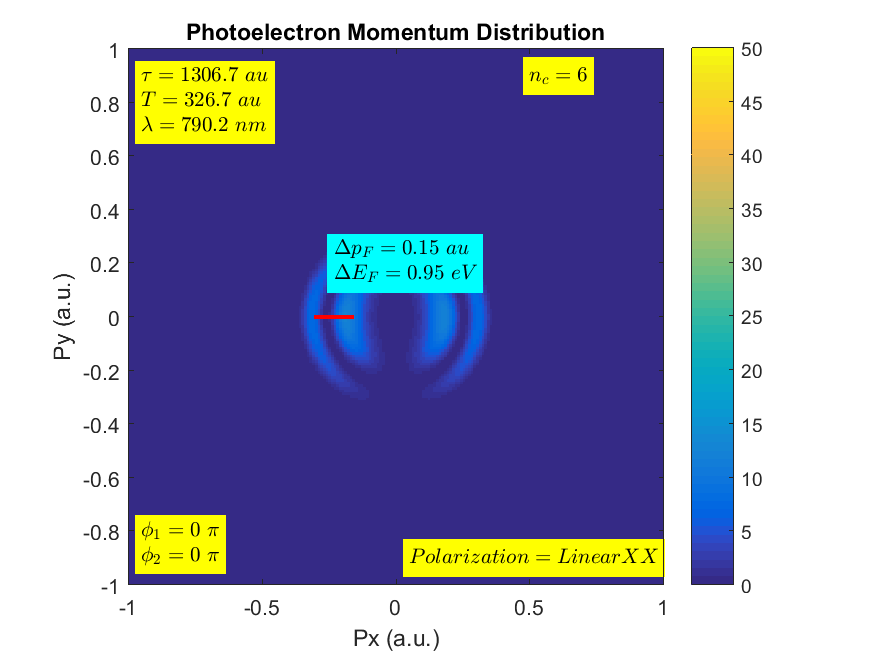 Photoelectron Momentum Distribution
τ = 1306.7 au
T = 326.7 au
λ = 790.2 nm
n_c = 6
Δp_F = 0.15 au
ΔE_F = 0.95 eV
ϕ_1 = 0 π
ϕ_2 = 0 π
Polarization = LinearXX
Py (a.u.)
1
0.8
0.6
0.4
0.2
0
-0.2
-0.4
-0.6
-0.8
-1
-1
-0.5
0
0.5
1
Px (a.u.)
50
45
40
35
30
25
20
15
10
5
0